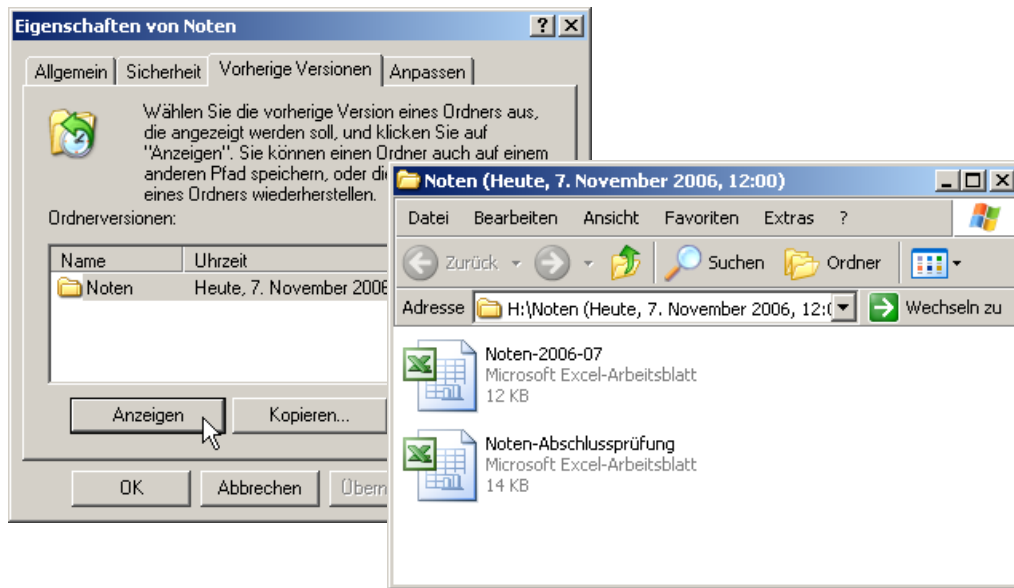 Eigenschaften von Noten
Allgemein Sicherheit Vorherige Versionen Anpassen
Wählen Sie die vorherige Version eines Ordners aus,
die angezeigt werden soll, und klicken Sie auf
"Anzeigen". Sie können einen Ordner auch auf einem
anderen Pfad speichern, oder die
eines Ordners wiederherstellen.
Ordnerversionen:
Name Uhrzeit
Noten Heute, 7. November 2006
Anzeigen Kopieren...
OK Abbrechen
Noten (Heute, 7. November 2006, 12:00)
Datei Bearbeiten Ansicht Favoriten Extras ?
Zurück Suchen Ordner
Adresse H:\Noten (Heute, 7. November 2006, 12:0 Wechseln zu
Noten-2006-07
Microsoft Excel-Arbeitsblatt
12 KB
Noten-Abschlussprüfung
Microsoft Excel-Arbeitsblatt
14 KB